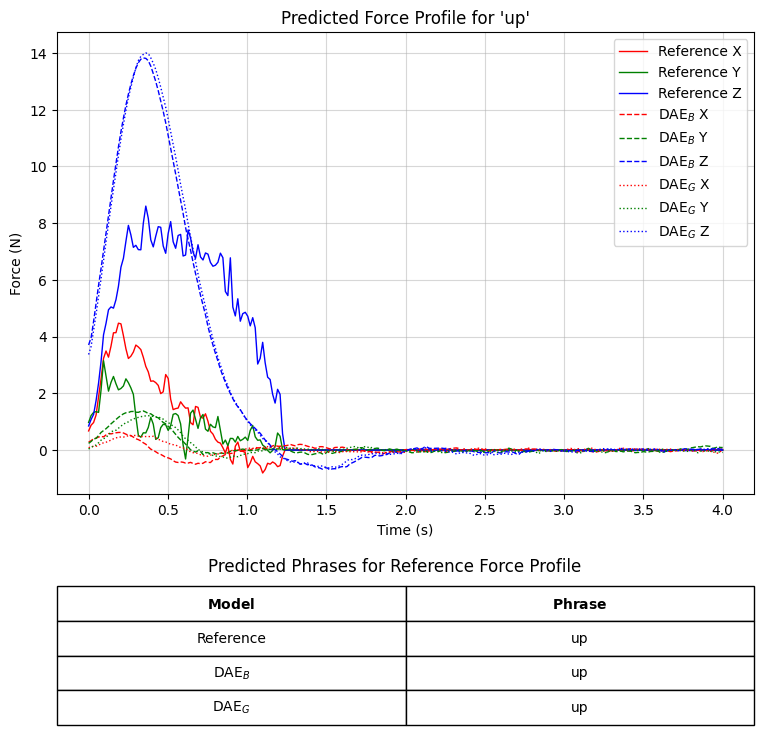 Predicted Force Profile for 'up'
Reference X
Reference Y
Reference Z
DAE_B X
DAE_B Y
DAE_B Z
DAE_G X
DAE_G Y
DAE_G Z
Force (N)
14
12
10
8
6
4
2
0
0.0 0.5 1.0 1.5 2.0 2.5 3.0 3.5 4.0
Time (s)
Predicted Phrases for Reference Force Profile
Model Phrase
Reference up
DAE_B up
DAE_G up